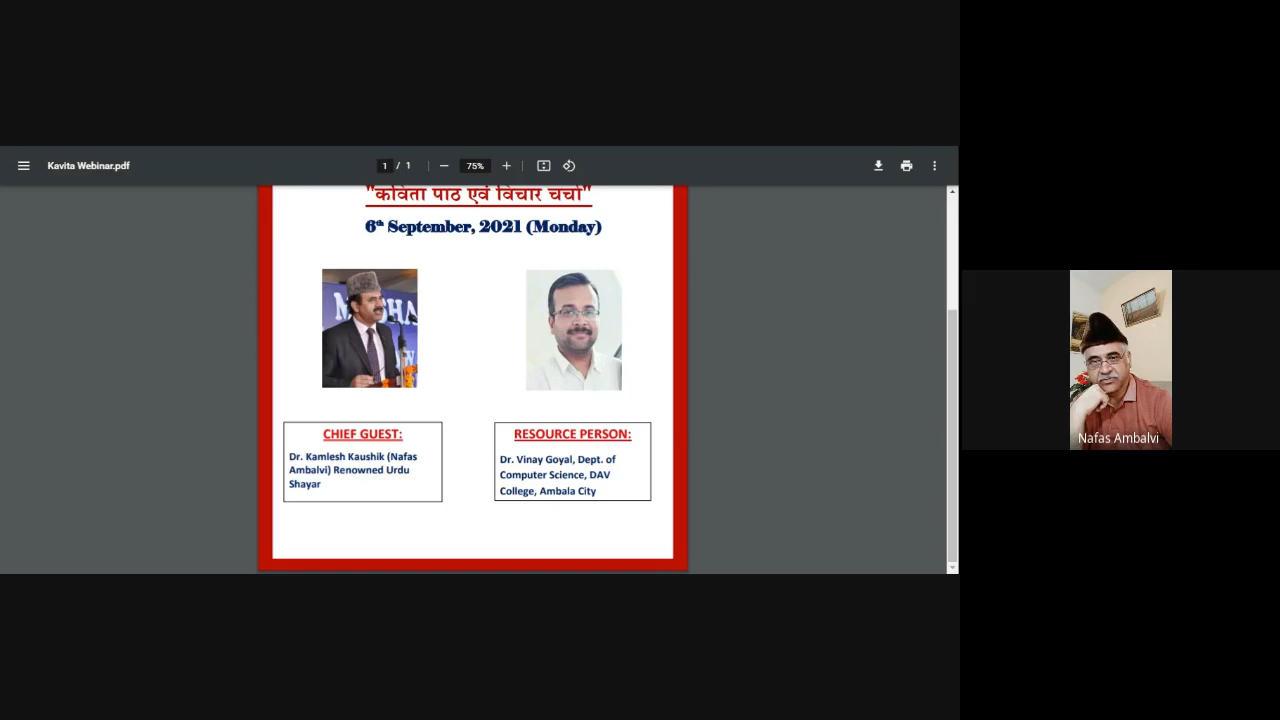 Kavita Webinar.pdf
1 / 1
75%
"कविता पाठ एवं विचार चर्चा"
6th September, 2021 (Monday)
CHIEF GUEST:
Dr. Kamlesh Kaushik (Nafas
Ambalvi) Renowned Urdu
Shayar
RESOURCE PERSON:
Dr. Vinay Goyal, Dept. of
Computer Science, DAV
College, Ambala City
Nafas Ambalvi